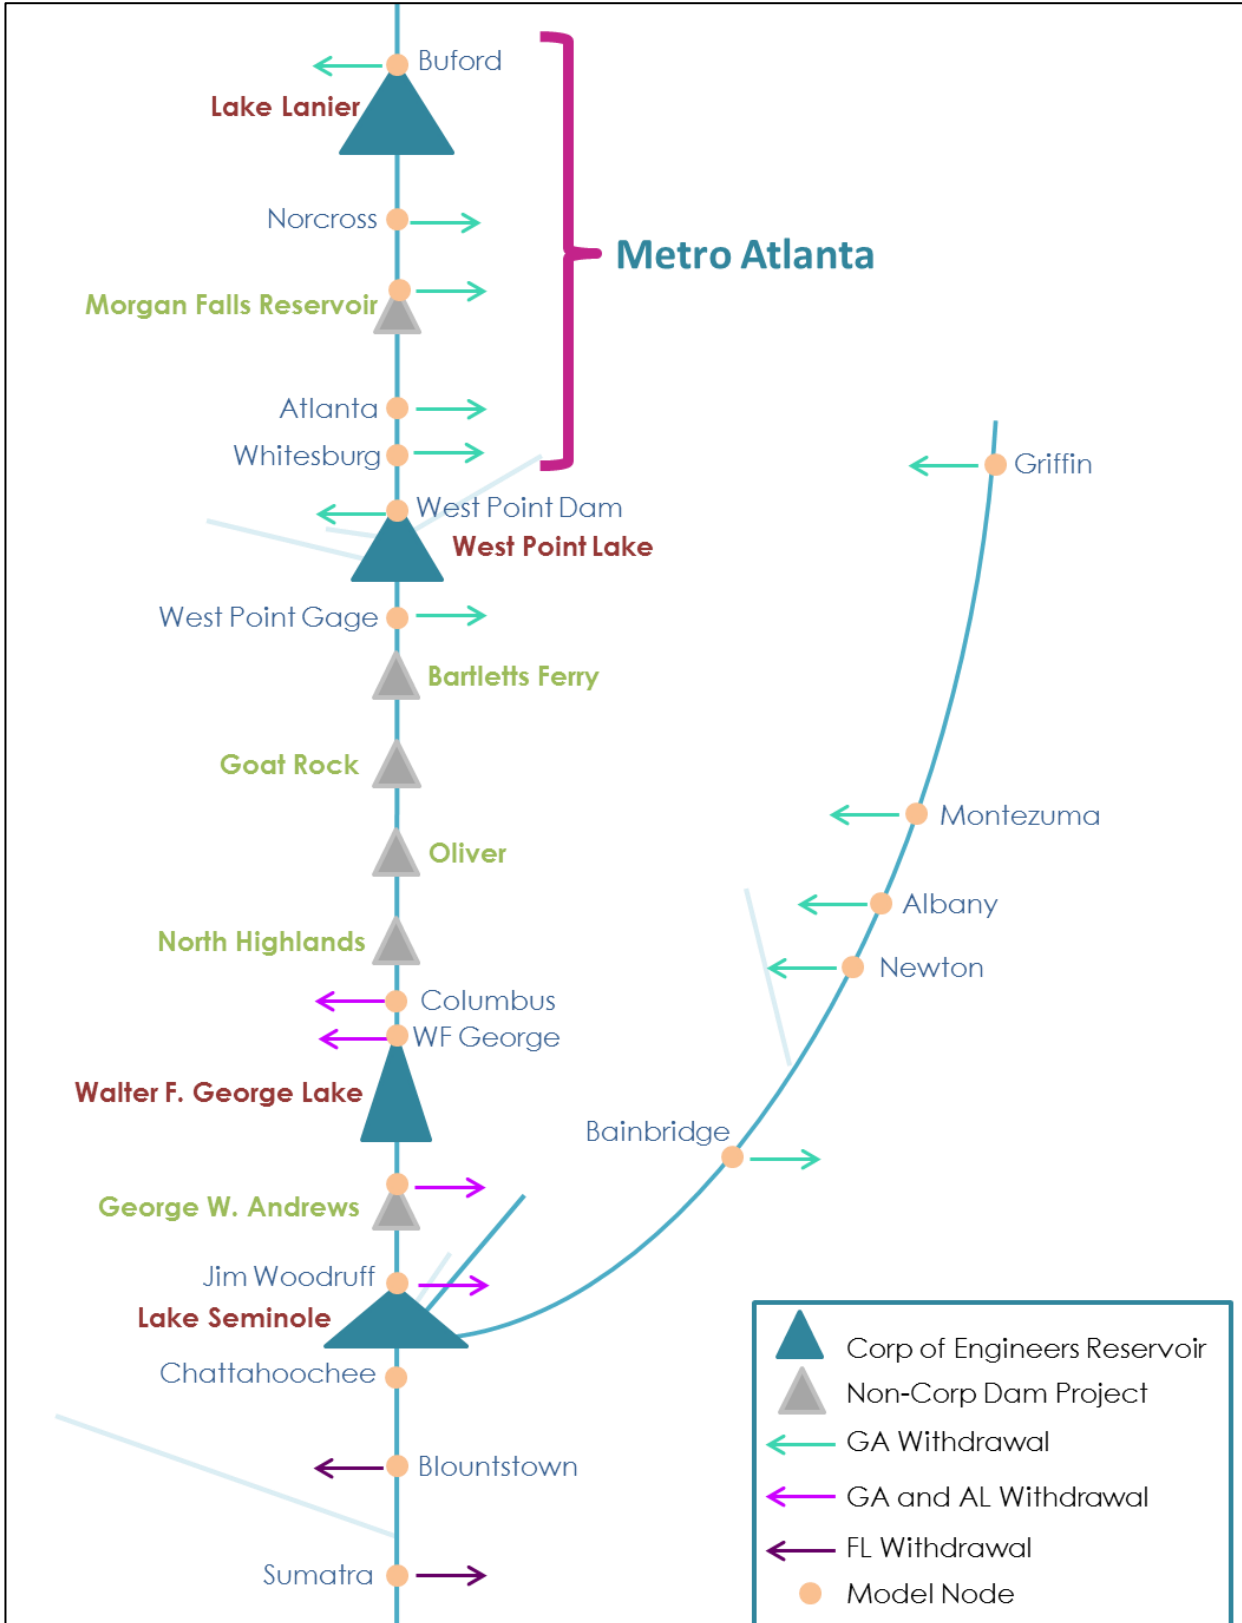 Buford
Lake Lanier
Norcross
Metro Atlanta
Morgan Falls Reservoir
Atlanta
Whitesburg
Griffin
West Point Dam
West Point Lake
West Point Gage
Bartletts Ferry
Goat Rock
Montezuma
Oliver
Albany
North Highlands
Newton
Columbus
WF George
Walter F. George Lake
Bainbridge
George W. Andrews
Jim Woodruff
Lake Seminole
Chattahoochee
Blountstown
Sumatra
Corp of Engineers Reservoir
Non-Corp Dam Project
GA Withdrawal
GA and AL Withdrawal
FL Withdrawal
Model Node